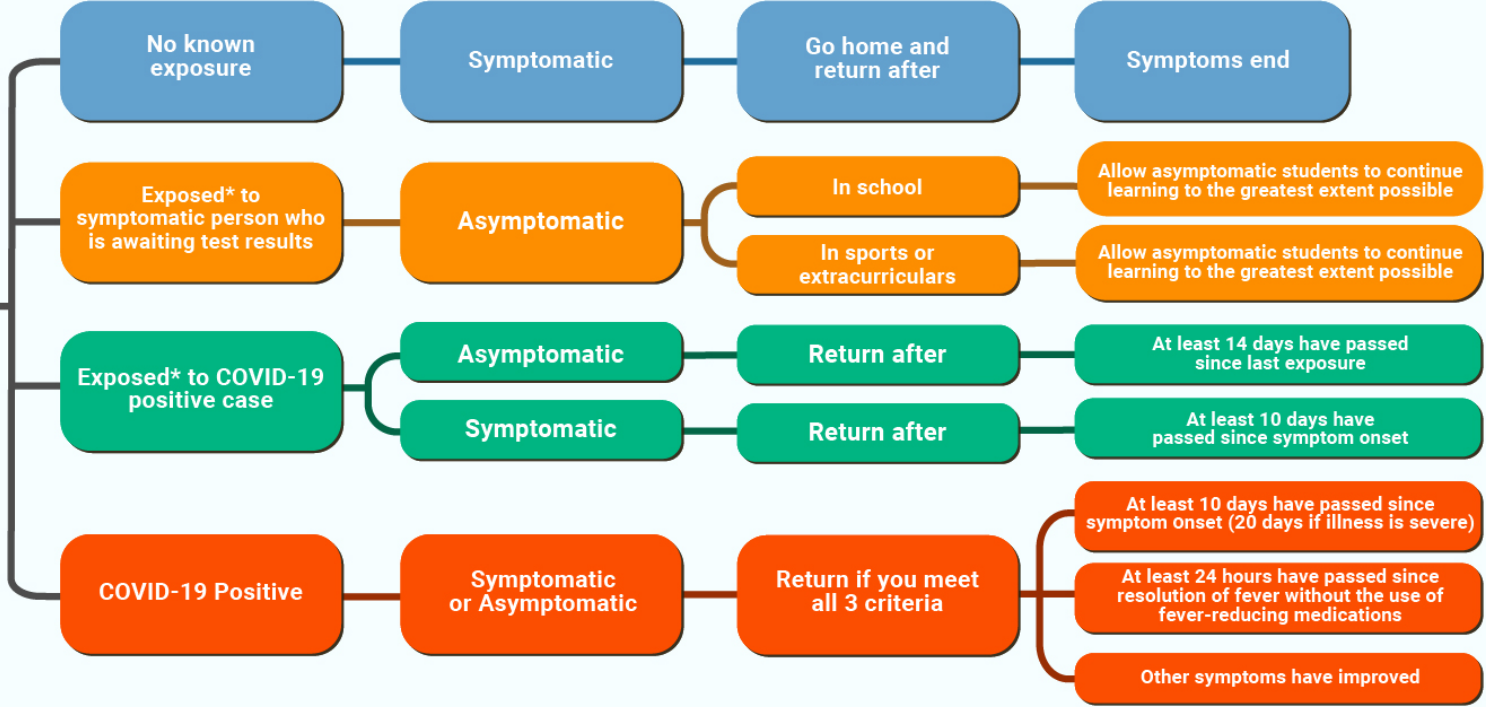 No known
exposure
Symptomatic
Go home and
return after
Symptoms end
Exposed* to
symptomatic person who
is awaiting test results
Asymptomatic
In school
Allow asymptomatic students to continue
learning to the greatest extent possible
In sports or
extracurriculars
Allow asymptomatic students to continue
learning to the greatest extent possible
Exposed* to COVID-19
positive case
Asymptomatic
Return after
At least 14 days have passed
since last exposure
Symptomatic
Return after
At least 10 days have
passed since symptom onset
COVID-19 Positive
Symptomatic
or Asymptomatic
Return if you meet
all 3 criteria
At least 10 days have passed since
symptom onset (20 days if illness is severe)
At least 24 hours have passed since
resolution of fever without the use of
fever-reducing medications
Other symptoms have improved